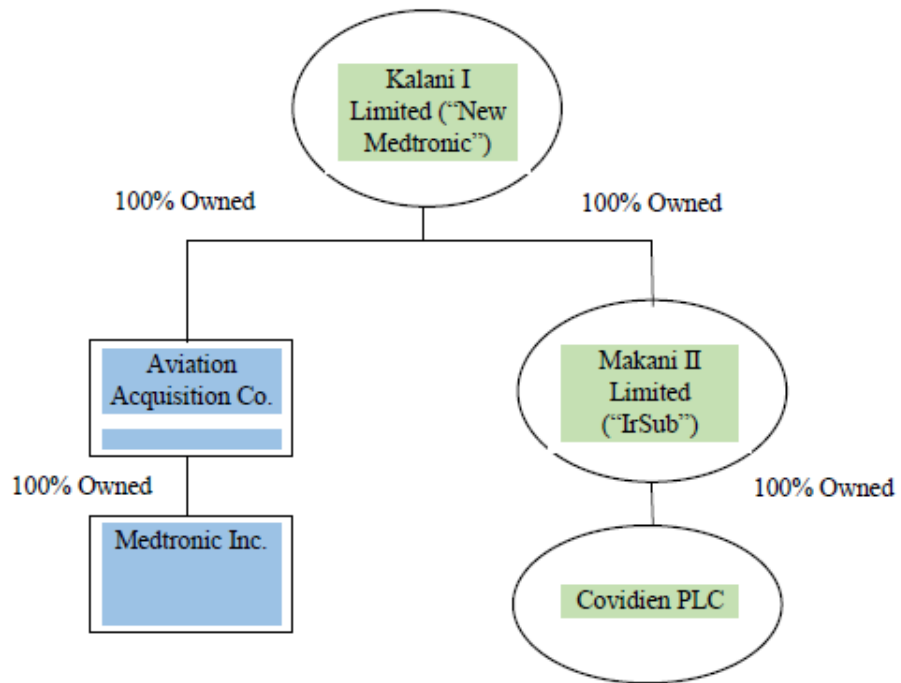 Kalani I
Limited (“New
Medtronic”)
100% Owned
100% Owned
Aviation
Acquisition Co.
Makani II
Limited
(“IrSub”)
100% Owned
100% Owned
Medtronic Inc.
Covidien PLC